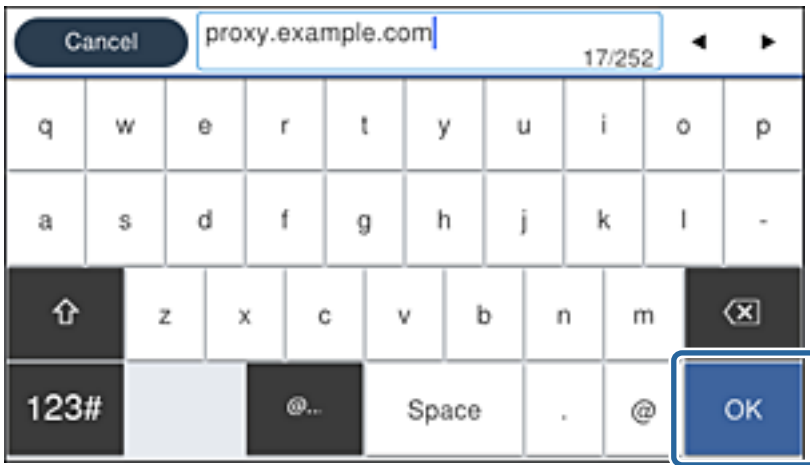 Cancel proxy.example.com
17/252
q w e r t y u i o p
a s d f g h j k l -
z x c v b n m
123# @... Space . @ OK